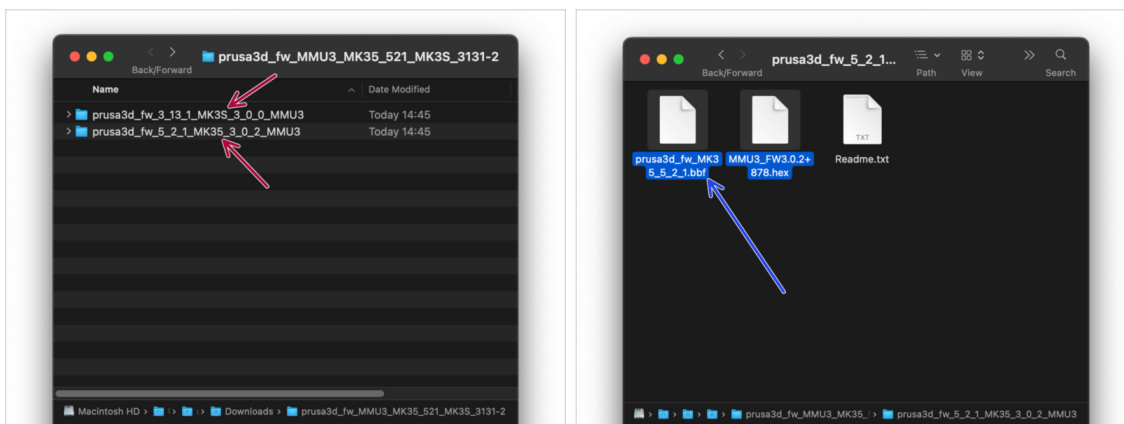 prusa3d_fw_MMU3_MK35_521_MK3S_3131-2
Back/Forward
Name
Date Modified
prusa3d_fw_3_13_1_MK3S_3_0_0_MMU3
Today 14:45
prusa3d_fw_5_2_1_MK35_3_0_2_MMU3
Today 14:45
Macintosh HD
Downloads
prusa3d_fw_MMU3_MK35_521_MK3S_3131-2
prusa3d_fw_5_2_1...
Back/Forward
Path
View
Search
TXT
prusa3d_fw_MK3
5_5_2_1.bbf
MMU3_FW3.0.2+
878.hex
Readme.txt
prusa3d_fw_MMU3_MK35_
prusa3d_fw_5_2_1_MK35_3_0_2_MMU3